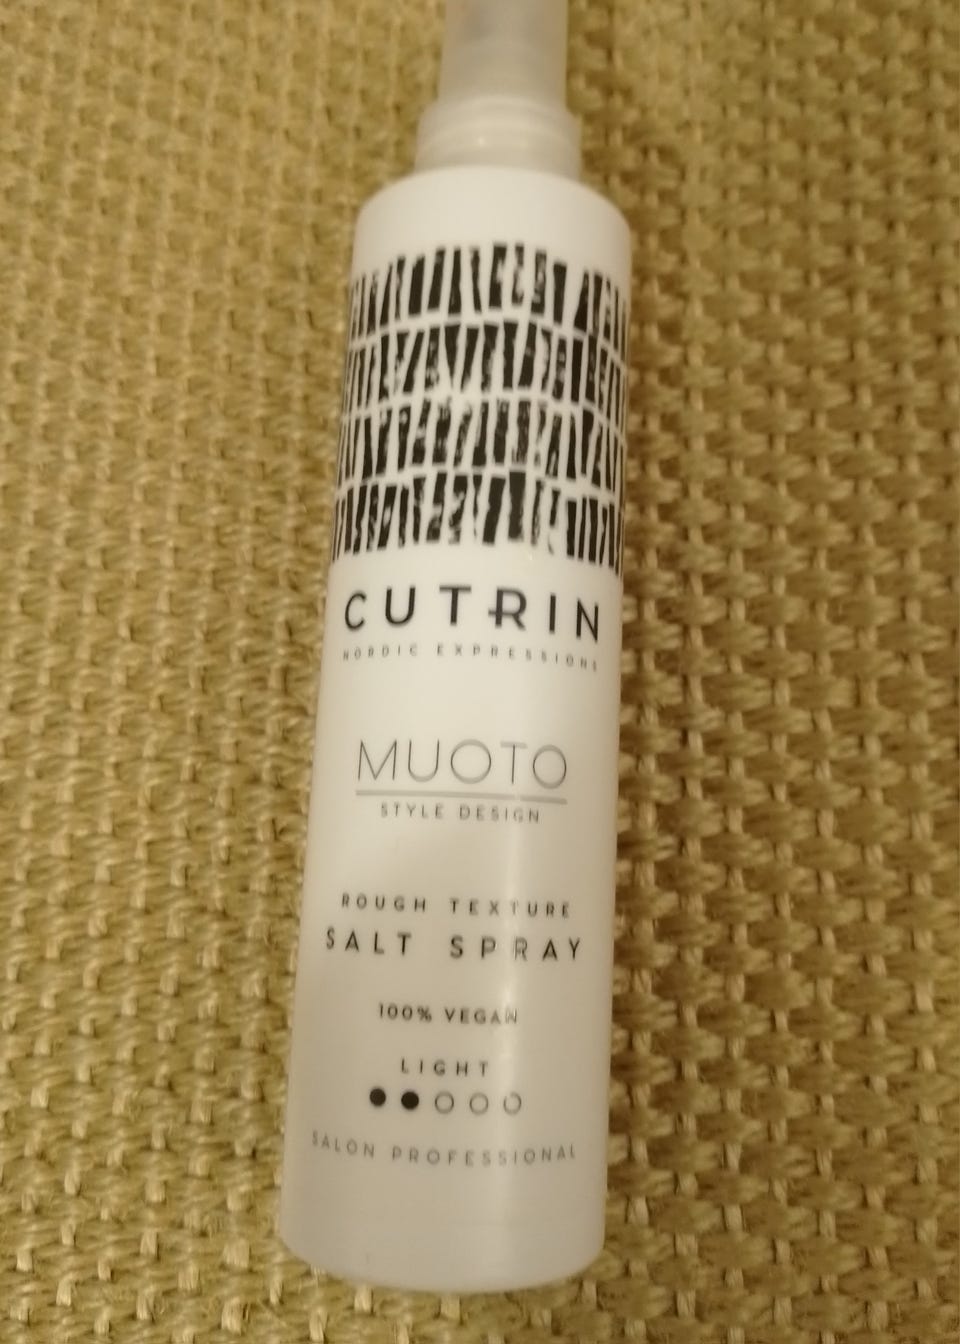 CUTRIN
NORDIC EXPRESSIONS
MUOTO
STYLE DESIGN
ROUGH TEXTURE
SALT SPRAY
100% VEGAN
LIGHT
SALON PROFESSIONAL